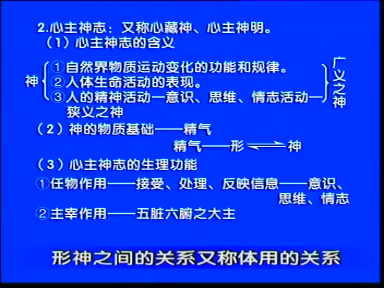 2.心主神志：又称心藏神、心主神明。
（1）心主神志的含义
①自然界物质运动变化的功能和规律。
神 ②人体生命活动的表现。
③人的精神活动—意识、思维、情志活动—
狭义之神
广义之神
（2）神的物质基础——精气
精气——形⇌神
（3）心主神志的生理功能
①任物作用——接受、处理、反映信息——意识、
思维、情志
②主宰作用——五脏六腑之大主
形神之间的关系又称体用的关系